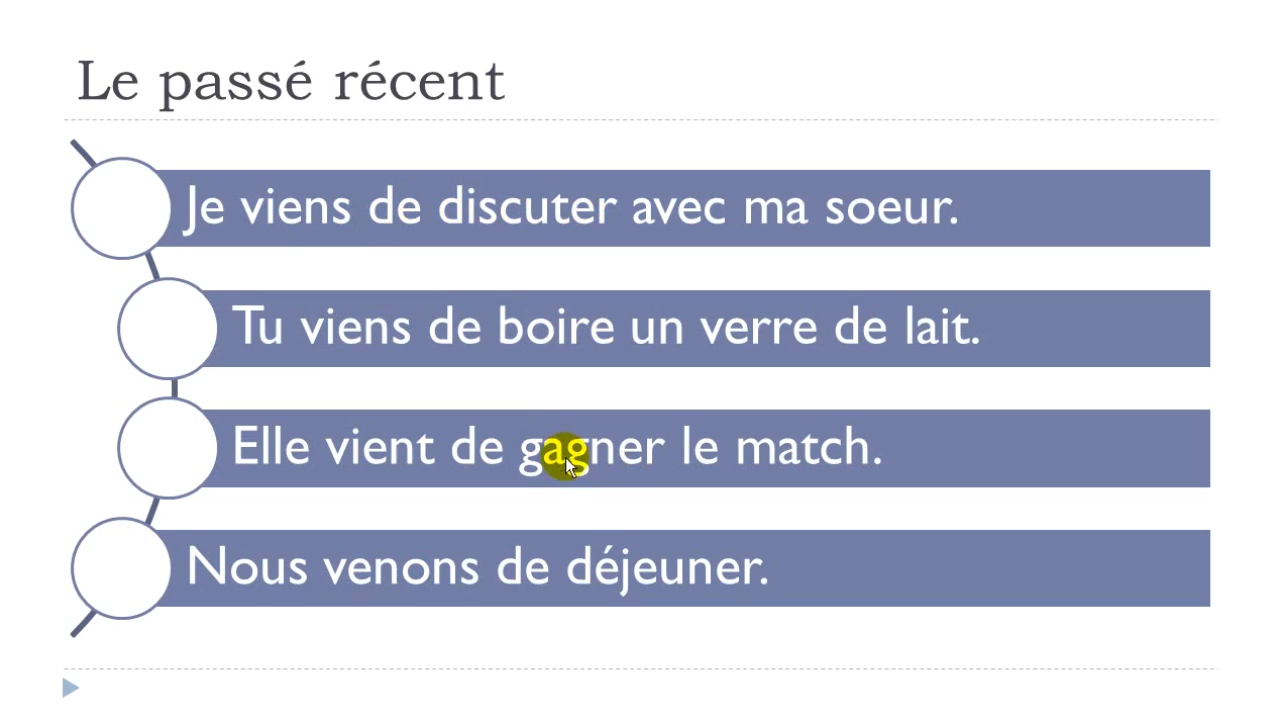 Le passé récent
Je viens de discuter avec ma soeur.
Tu viens de boire un verre de lait.
Elle vient de gagner le match.
Nous venons de déjeuner.